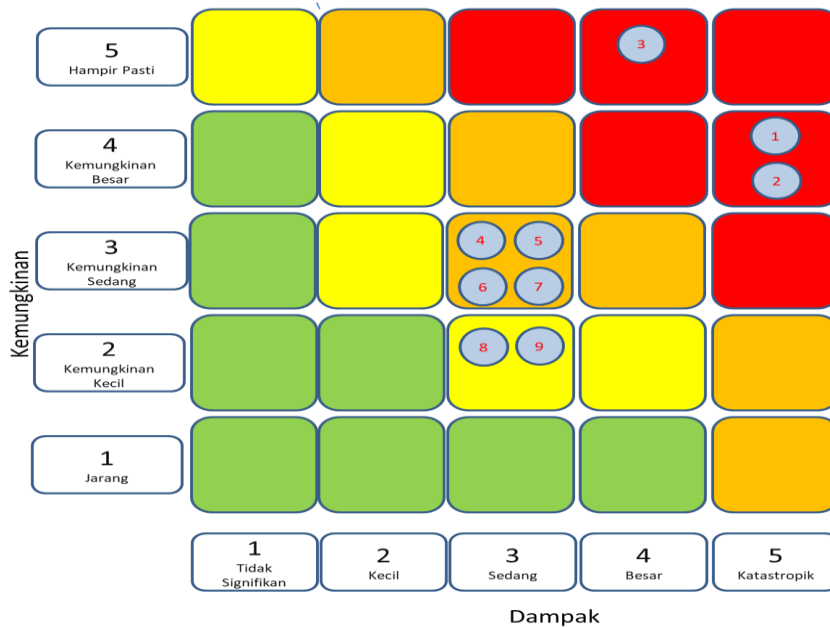 5
Hampir Pasti
3
4
Kemungkinan
Besar
1
2
3
Kemungkinan
Sedang
4 5
6 7
2
Kemungkinan
Kecil
8 9
1
Jarang
Kemungkinan
1
Tidak
Signifikan
2
Kecil
3
Sedang
4
Besar
5
Katastropik
Dampak